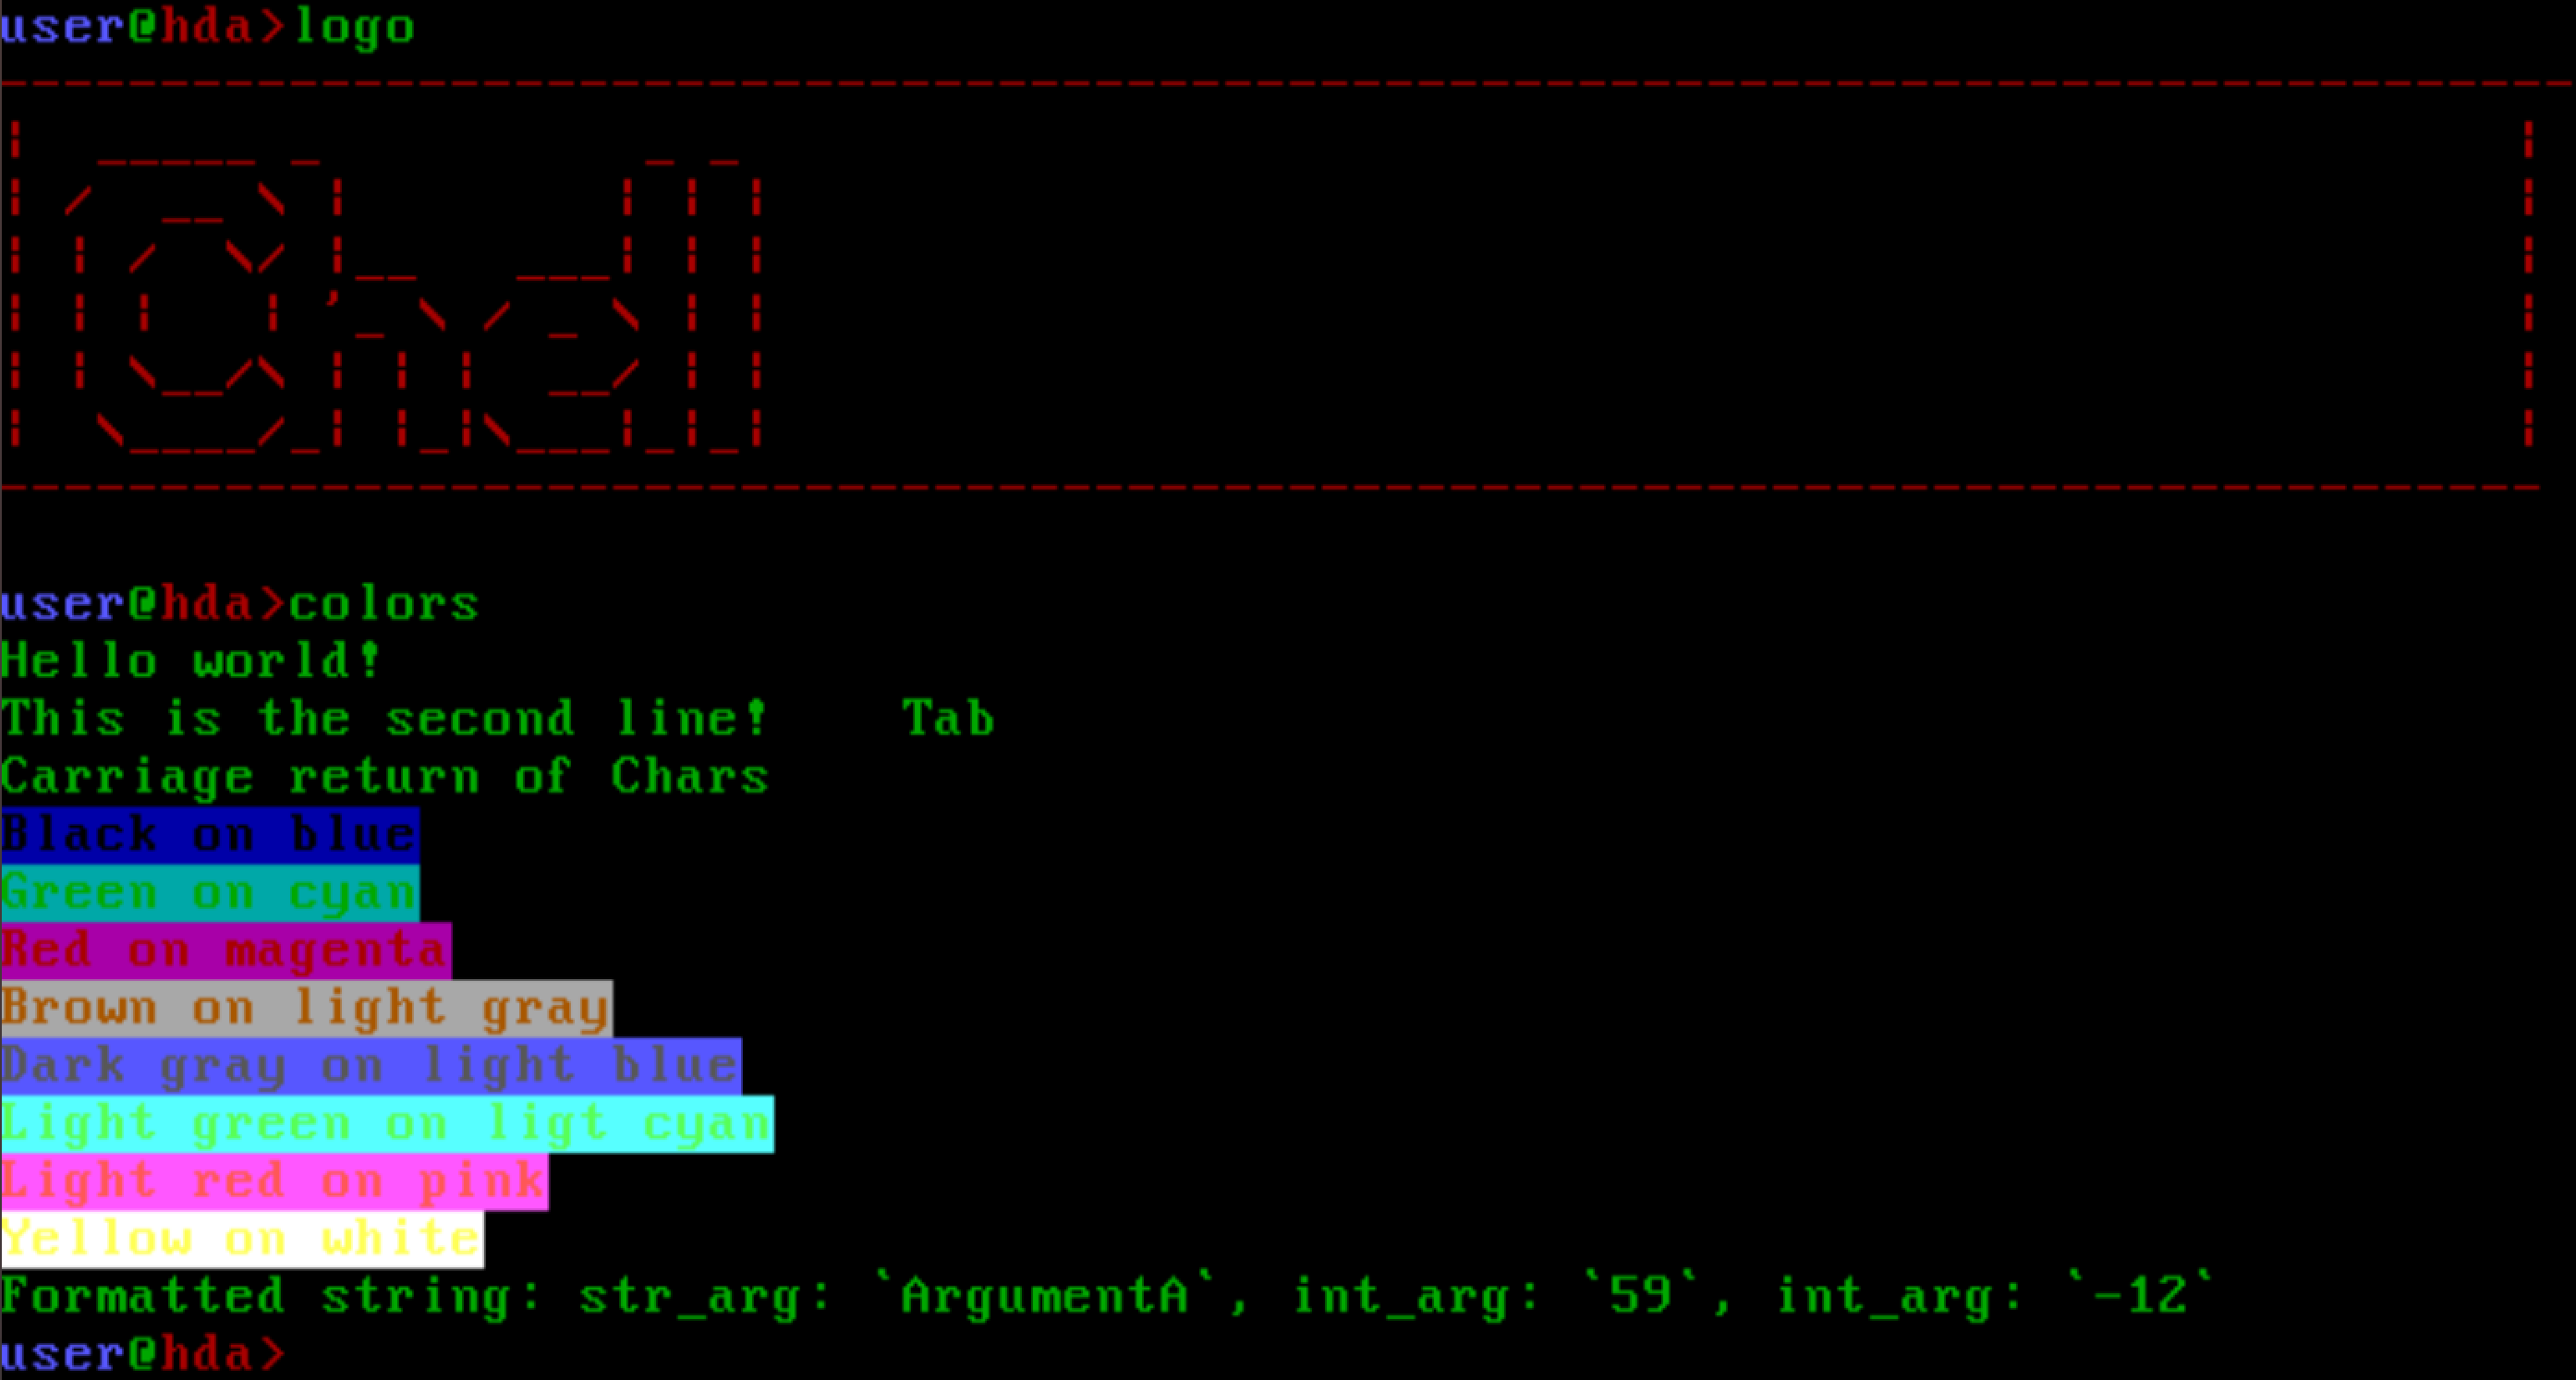 user@hda>logo
Chell
user@hda>colors
Hello world!
This is the second line!    Tab
Carriage return of Chars
Black on blue
Green on cyan
Red on magenta
Brown on light gray
Dark gray on light blue
Light green on ligt cyan
Light red on pink
Yellow on white
Formatted string: str_arg: `ArgumentA`, int_arg: `59`, int_arg: `-12`
user@hda>